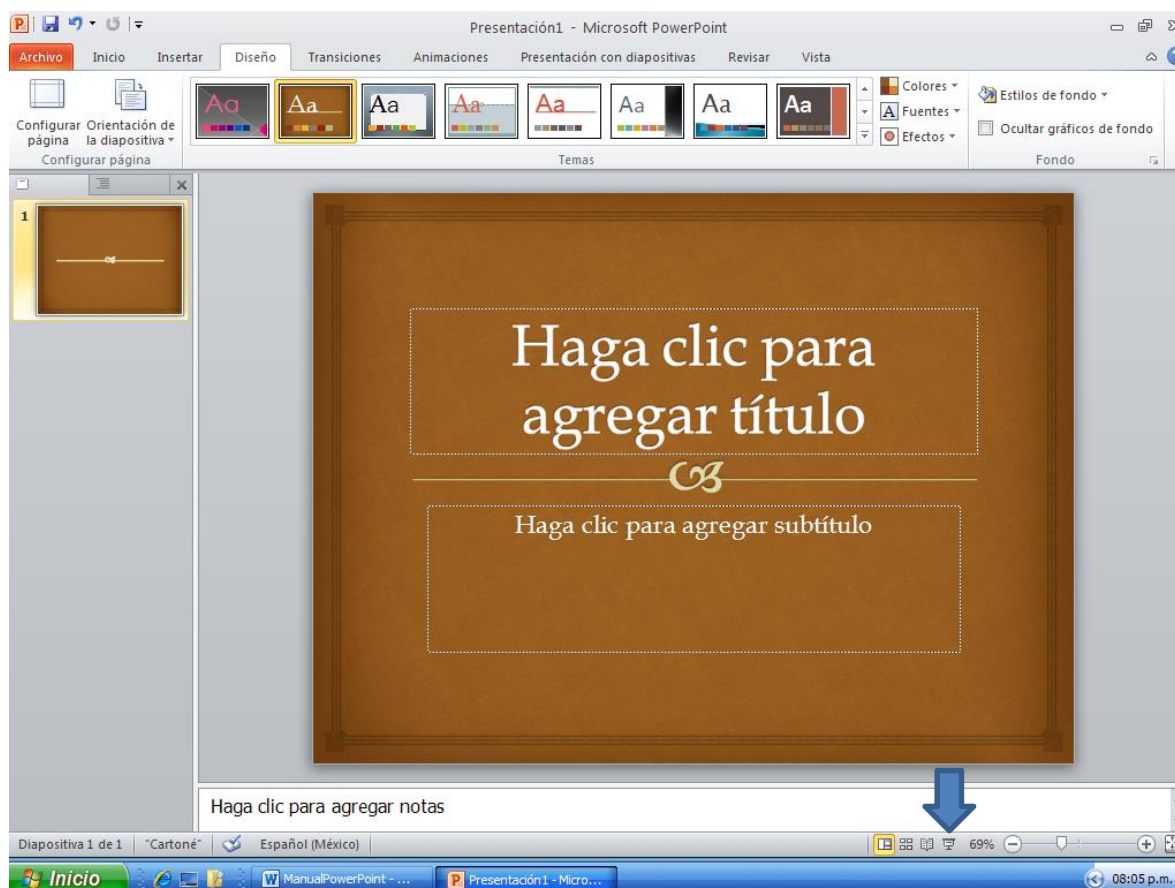 Presentación1 - Microsoft PowerPoint
Archivo Inicio Insertar Diseño Transiciones Animaciones Presentación con diapositivas Revisar Vista
Configurar página
Orientación de la diapositiva
Aa Aa Aa Aa Aa Aa Aa Aa
Colores
Fuentes
Efectos
Estilos de fondo
Ocultar gráficos de fondo
Configurar página Temas Fondo
1
Haga clic para
agregar título
Haga clic para agregar subtítulo
Haga clic para agregar notas
Diapositiva 1 de 1 "Cartoné" Español (México) 69%
Inicio ManualPowerPoint - ... Presentación1 - Micro... 08:05 p.m.